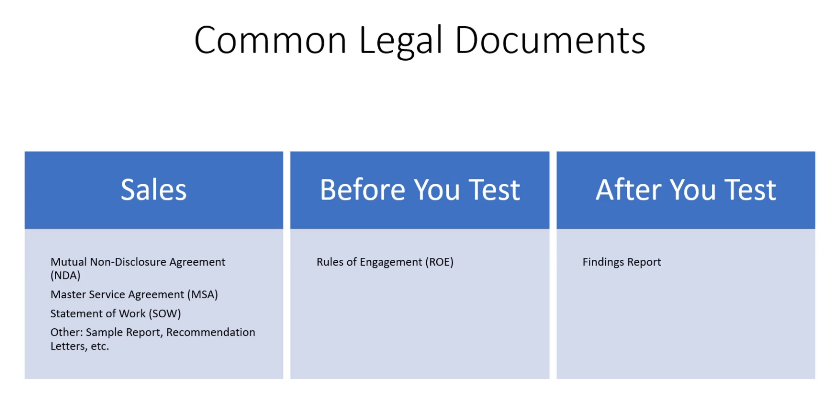 Common Legal Documents
Sales
Mutual Non-Disclosure Agreement
(NDA)
Master Service Agreement (MSA)
Statement of Work (SOW)
Other: Sample Report, Recommendation
Letters, etc.
Before You Test
Rules of Engagement (ROE)
After You Test
Findings Report